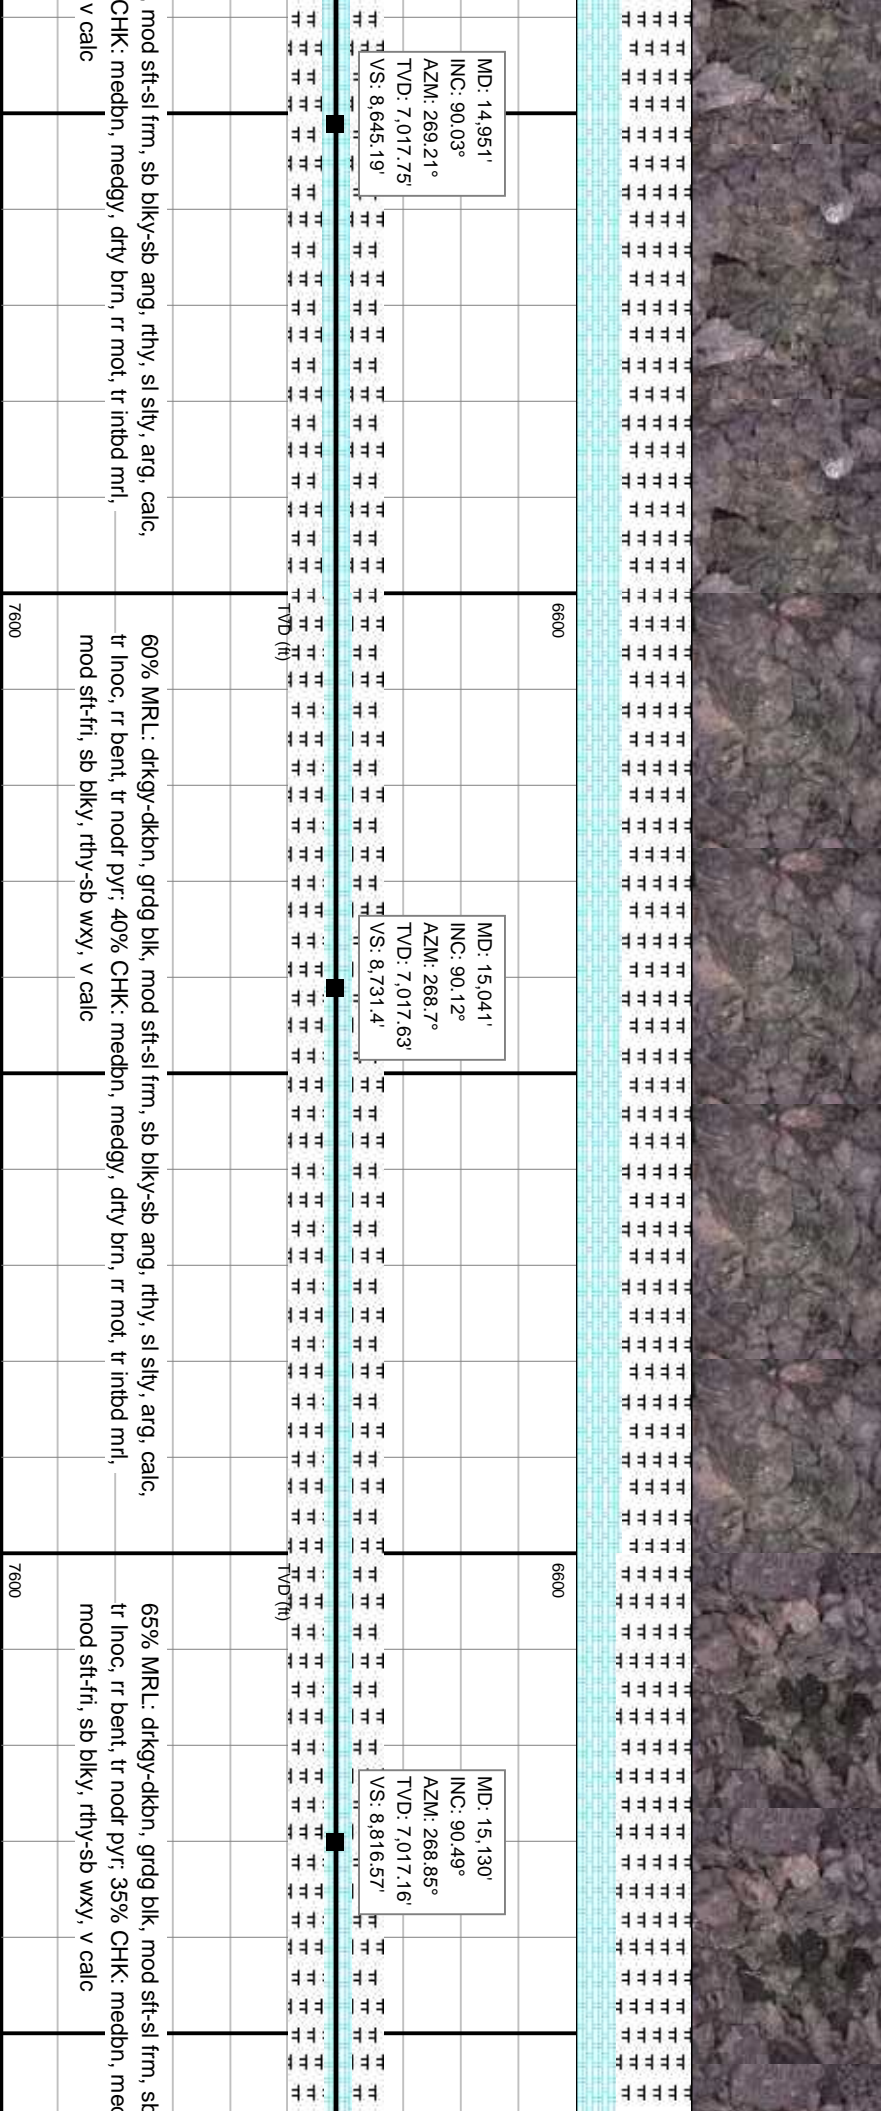 , mod sft-sl frm, sb blky-sb ang, rthy, sl slty, arg, calc,
CHK: medbn, medgy, drty brn, rr mot, tr intbd mrl,
v calc
MD: 14,951'
INC: 90.03°
AZM: 269.21°
TVD: 7,017.75'
VS: 8,645.19'
6600
TVD (ft)
7600
60% MRL: drkgy-dkbn, grdg blk, mod sft-sl frm, sb blky-sb ang, rthy, sl slty, arg, calc,
tr Inoc, rr bent, tr nodr pyr; 40% CHK: medbn, medgy, drty brn, rr mot, tr intbd mrl,
mod sft-fri, sb blky, rthy-sb wxy, v calc
MD: 15,041'
INC: 90.12°
AZM: 268.7°
TVD: 7,017.63'
VS: 8,731.4'
6600
TVD (ft)
7600
65% MRL: drkgy-dkbn, grdg blk, mod sft-sl frm, sb
tr Inoc, rr bent, tr nodr pyr; 35% CHK: medbn, med
mod sft-fri, sb blky, rthy-sb wxy, v calc
MD: 15,130'
INC: 90.49°
AZM: 268.85°
TVD: 7,017.16'
VS: 8,816.57'